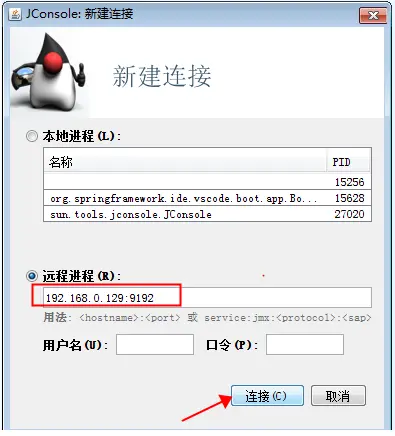 JConsole: 新建连接
新建连接
本地进程(L):
名称 PID
15256
org.springframework.ide.vscode.boot.app.Bo... 15628
sun.tools.jconsole.JConsole 27020
远程进程(R):
192.168.0.129:9192
用法: <hostname>:<port> 或 service:jmx:<protocol>:<sap>
用户名(U): 口令(P):
连接(C) 取消